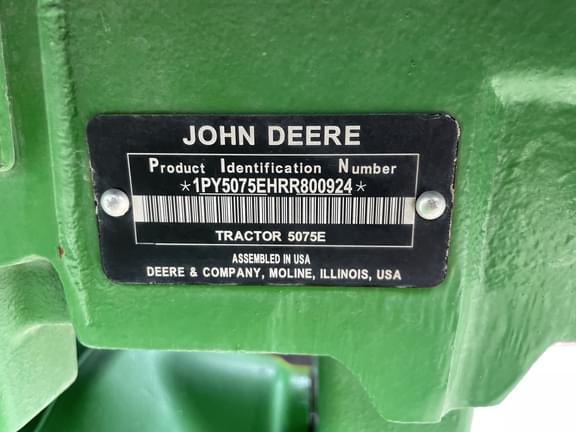 JOHN DEERE
Product Identification Number
*1PY5075EHRR800924*
TRACTOR 5075E
ASSEMBLED IN USA
DEERE & COMPANY, MOLINE, ILLINOIS, USA